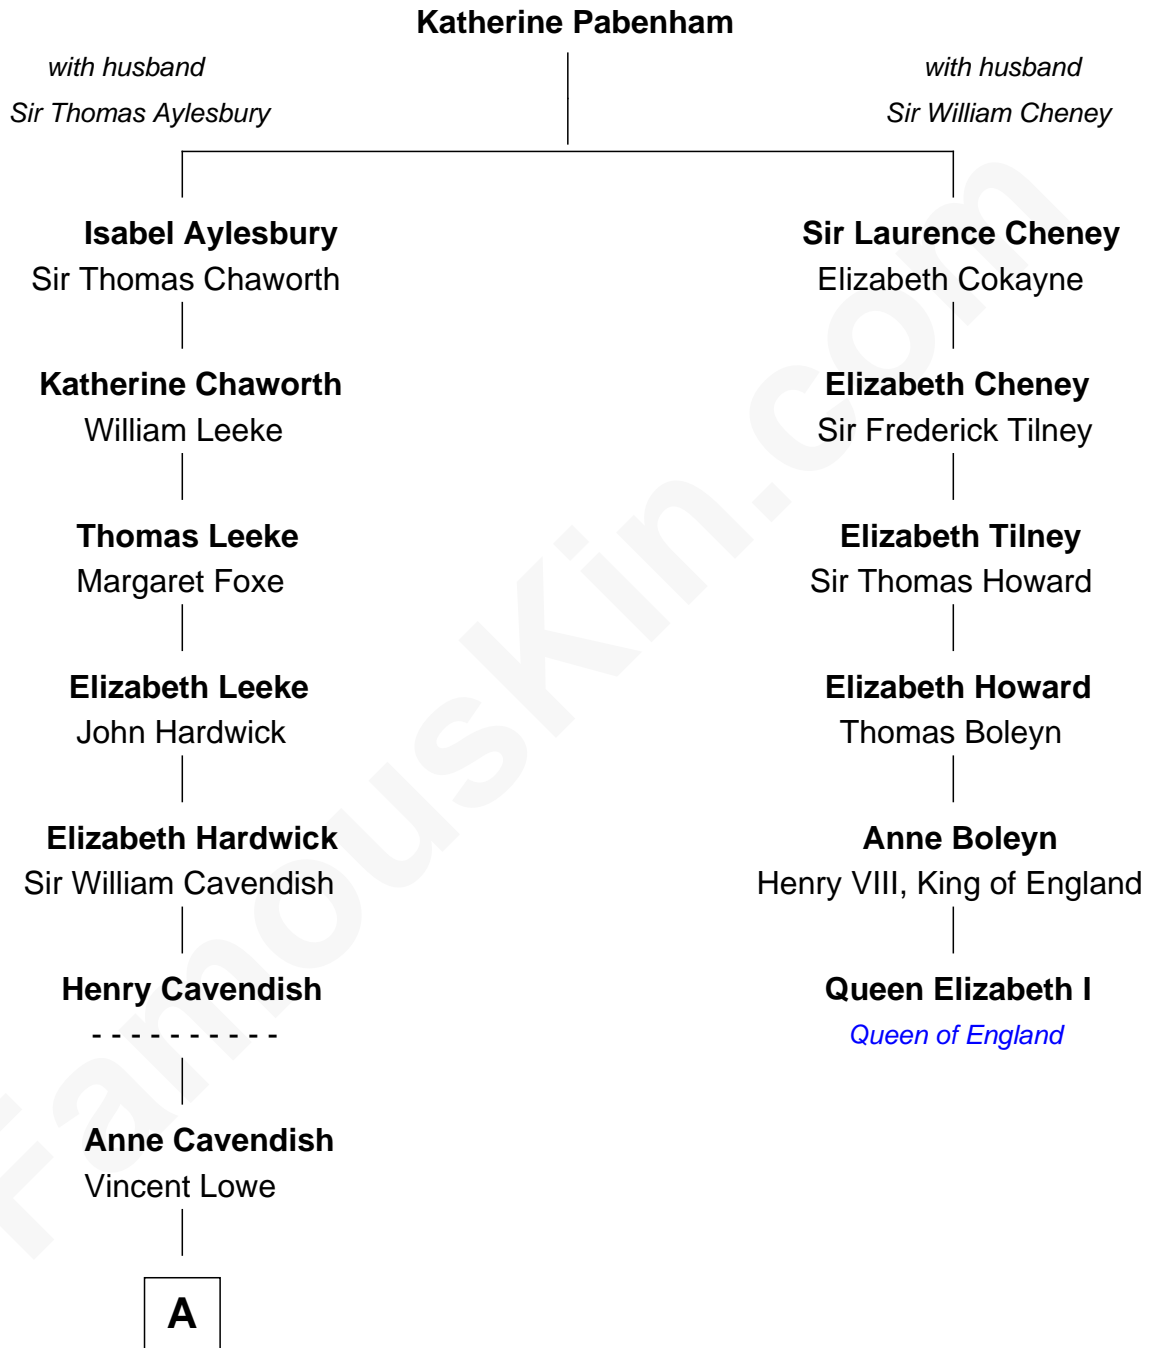 Katherine Pabenham
with husband
Sir Thomas Aylesbury
with husband
Sir William Cheney
Isabel Aylesbury
Sir Thomas Chaworth
Sir Laurence Cheney
Elizabeth Cokayne
Katherine Chaworth
William Leeke
Elizabeth Cheney
Sir Frederick Tilney
Thomas Leeke
Margaret Foxe
Elizabeth Tilney
Sir Thomas Howard
Elizabeth Leeke
John Hardwick
Elizabeth Howard
Thomas Boleyn
Elizabeth Hardwick
Sir William Cavendish
Anne Boleyn
Henry VIII, King of England
Henry Cavendish
- - - - - - - - - -
Queen Elizabeth I
Queen of England
Anne Cavendish
Vincent Lowe
A
FamousKin.com